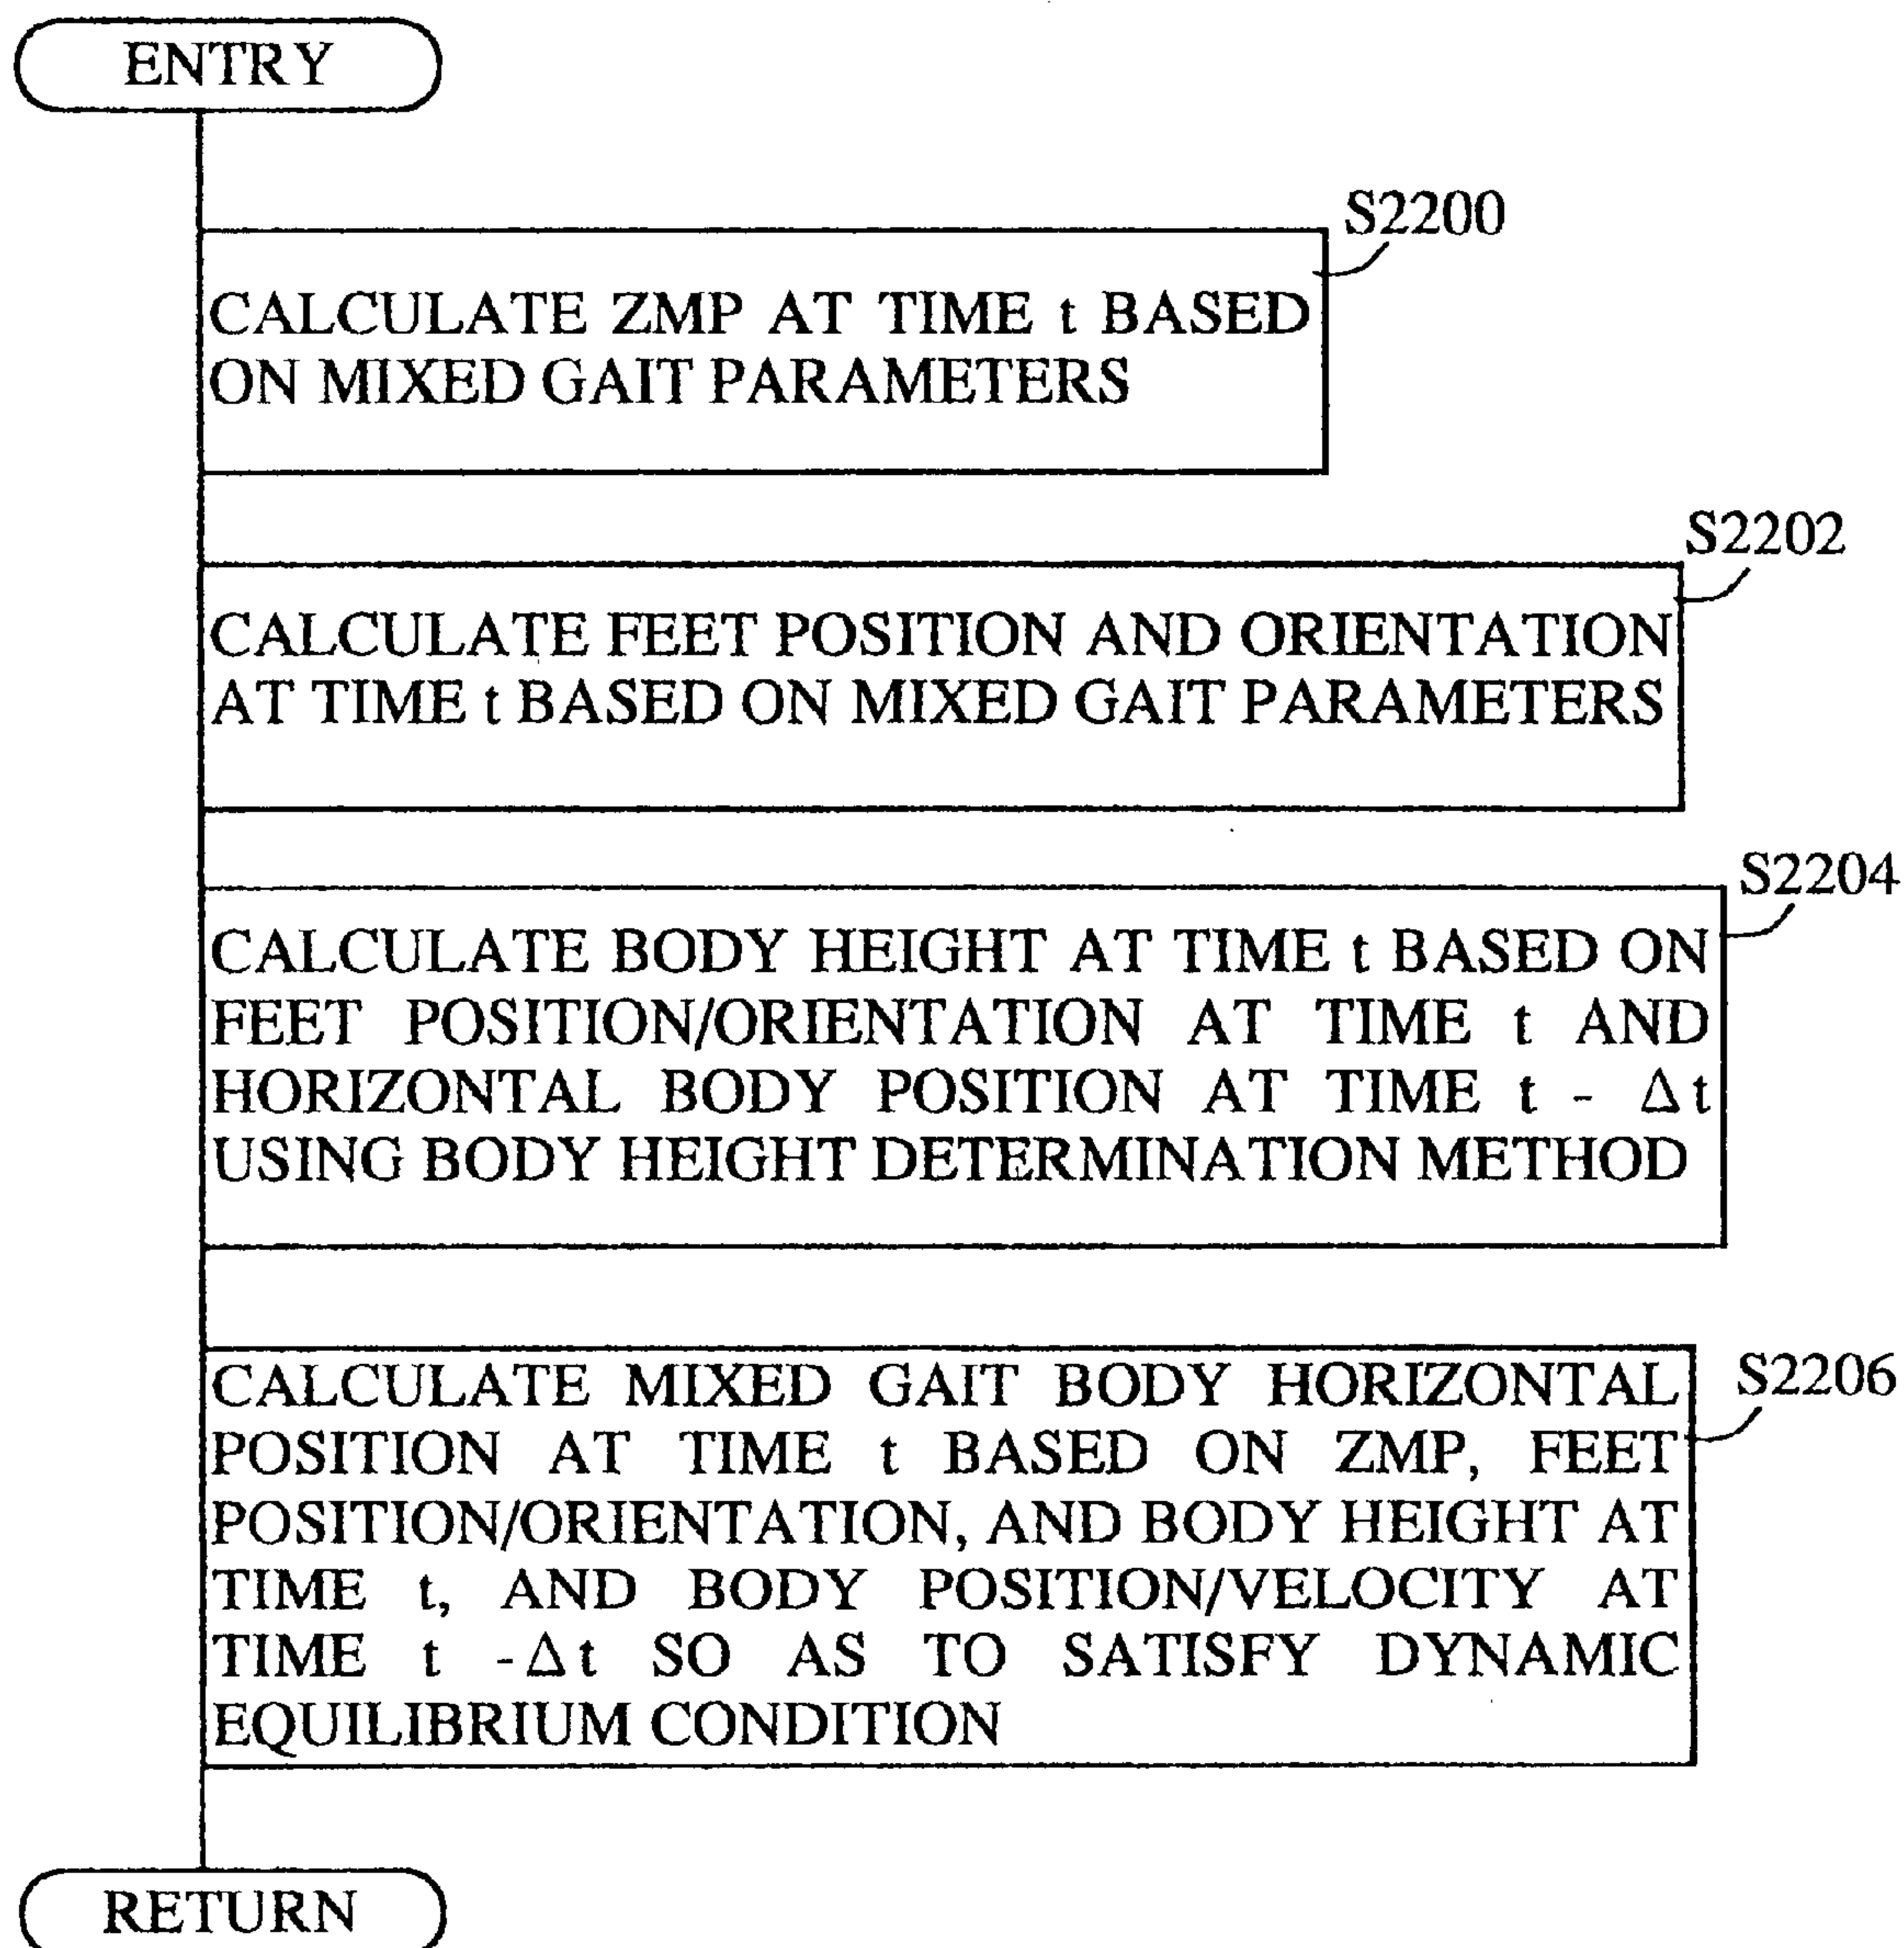 ENTRY
S2200
CALCULATE ZMP AT TIME t BASED
ON MIXED GAIT PARAMETERS
S2202
CALCULATE FEET POSITION AND ORIENTATION
AT TIME t BASED ON MIXED GAIT PARAMETERS
S2204
CALCULATE BODY HEIGHT AT TIME t BASED ON
FEET POSITION/ORIENTATION AT TIME t AND
HORIZONTAL BODY POSITION AT TIME t - Δt
USING BODY HEIGHT DETERMINATION METHOD
S2206
CALCULATE MIXED GAIT BODY HORIZONTAL
POSITION AT TIME t BASED ON ZMP, FEET
POSITION/ORIENTATION, AND BODY HEIGHT AT
TIME t, AND BODY POSITION/VELOCITY AT
TIME t -Δt SO AS TO SATISFY DYNAMIC
EQUILIBRIUM CONDITION
RETURN